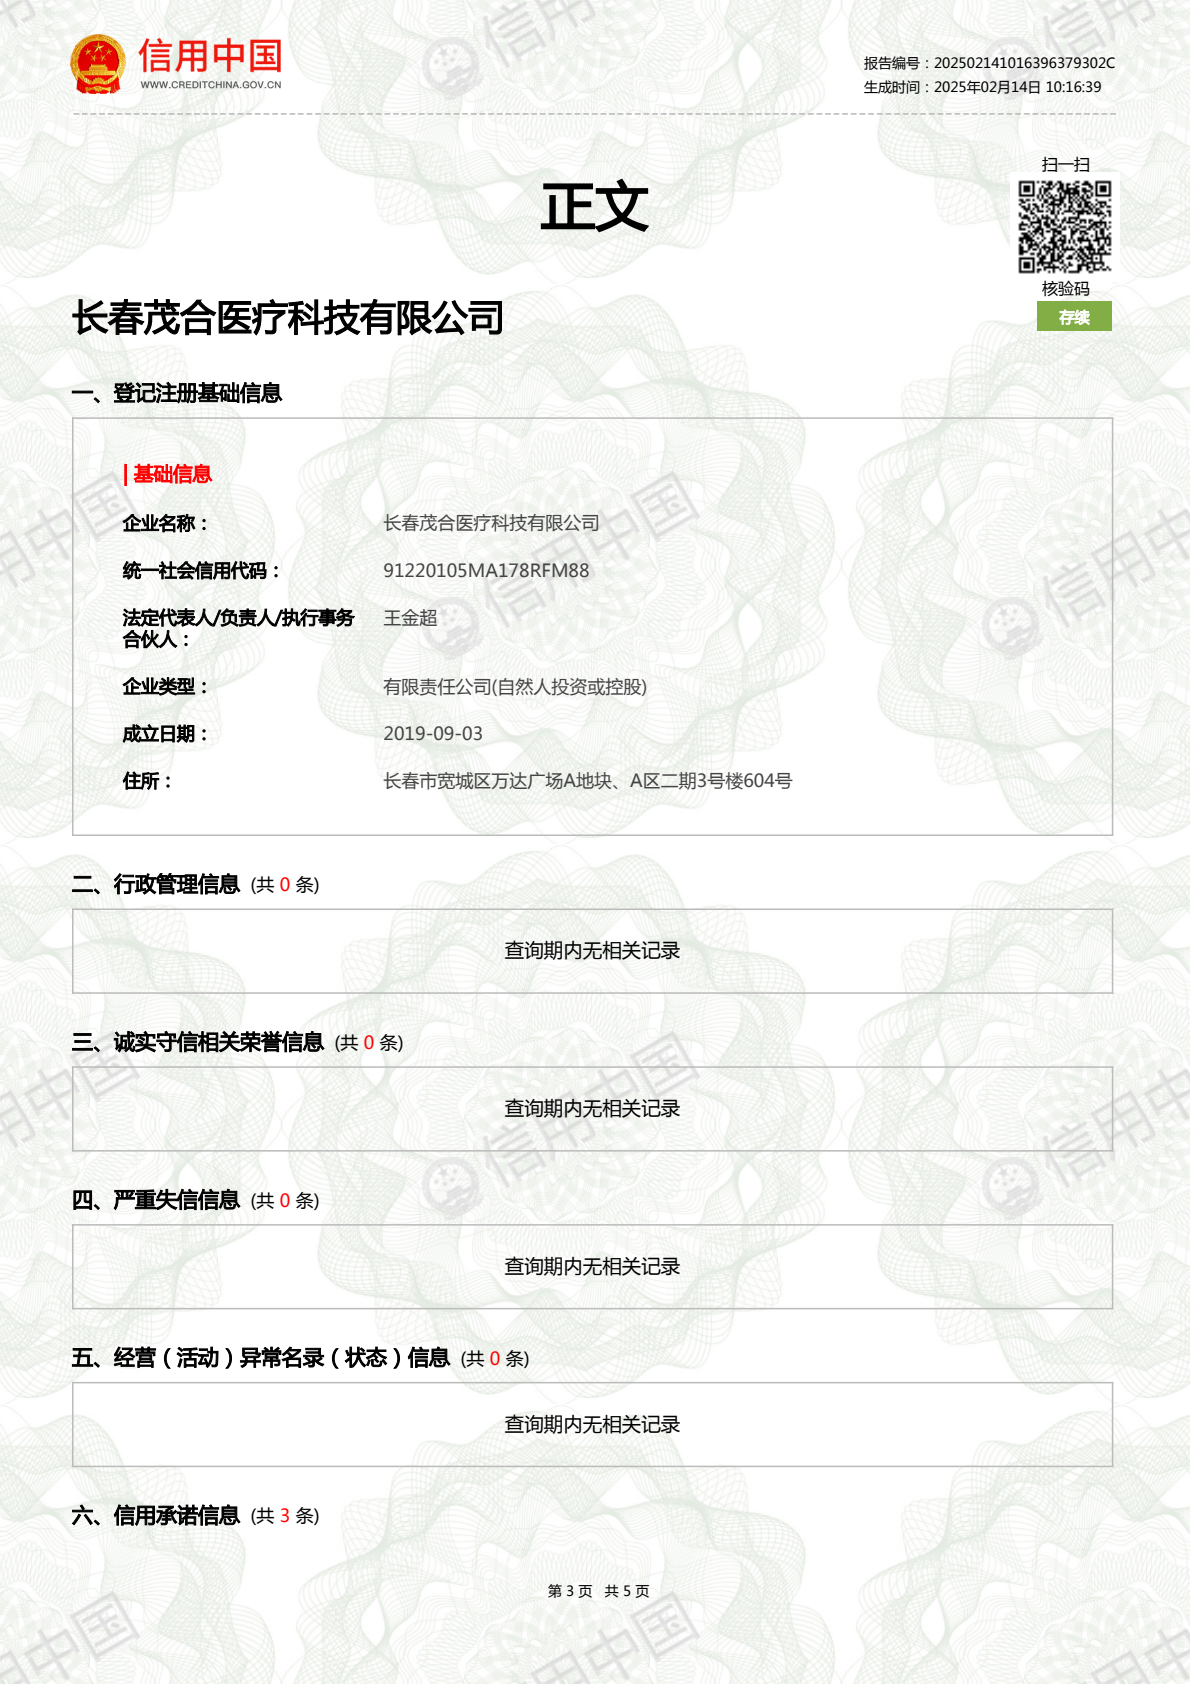 信用中国
WWW.CREDITCHINA.GOV.CN
报告编号：202502141016396379302C
生成时间：2025年02月14日 10:16:39
扫一扫
正文
核验码
长春茂合医疗科技有限公司
存续
一、登记注册基础信息
基础信息
企业名称： 长春茂合医疗科技有限公司
统一社会信用代码： 91220105MA178RFM88
法定代表人/负责人/执行事务 王金超
合伙人：
企业类型： 有限责任公司(自然人投资或控股)
成立日期： 2019-09-03
住所： 长春市宽城区万达广场A地块、A区二期3号楼604号
二、行政管理信息 (共 0 条)
查询期内无相关记录
三、诚实守信相关荣誉信息 (共 0 条)
查询期内无相关记录
四、严重失信信息 (共 0 条)
查询期内无相关记录
五、经营（活动）异常名录（状态）信息 (共 0 条)
查询期内无相关记录
六、信用承诺信息 (共 3 条)
第 3 页 共 5 页